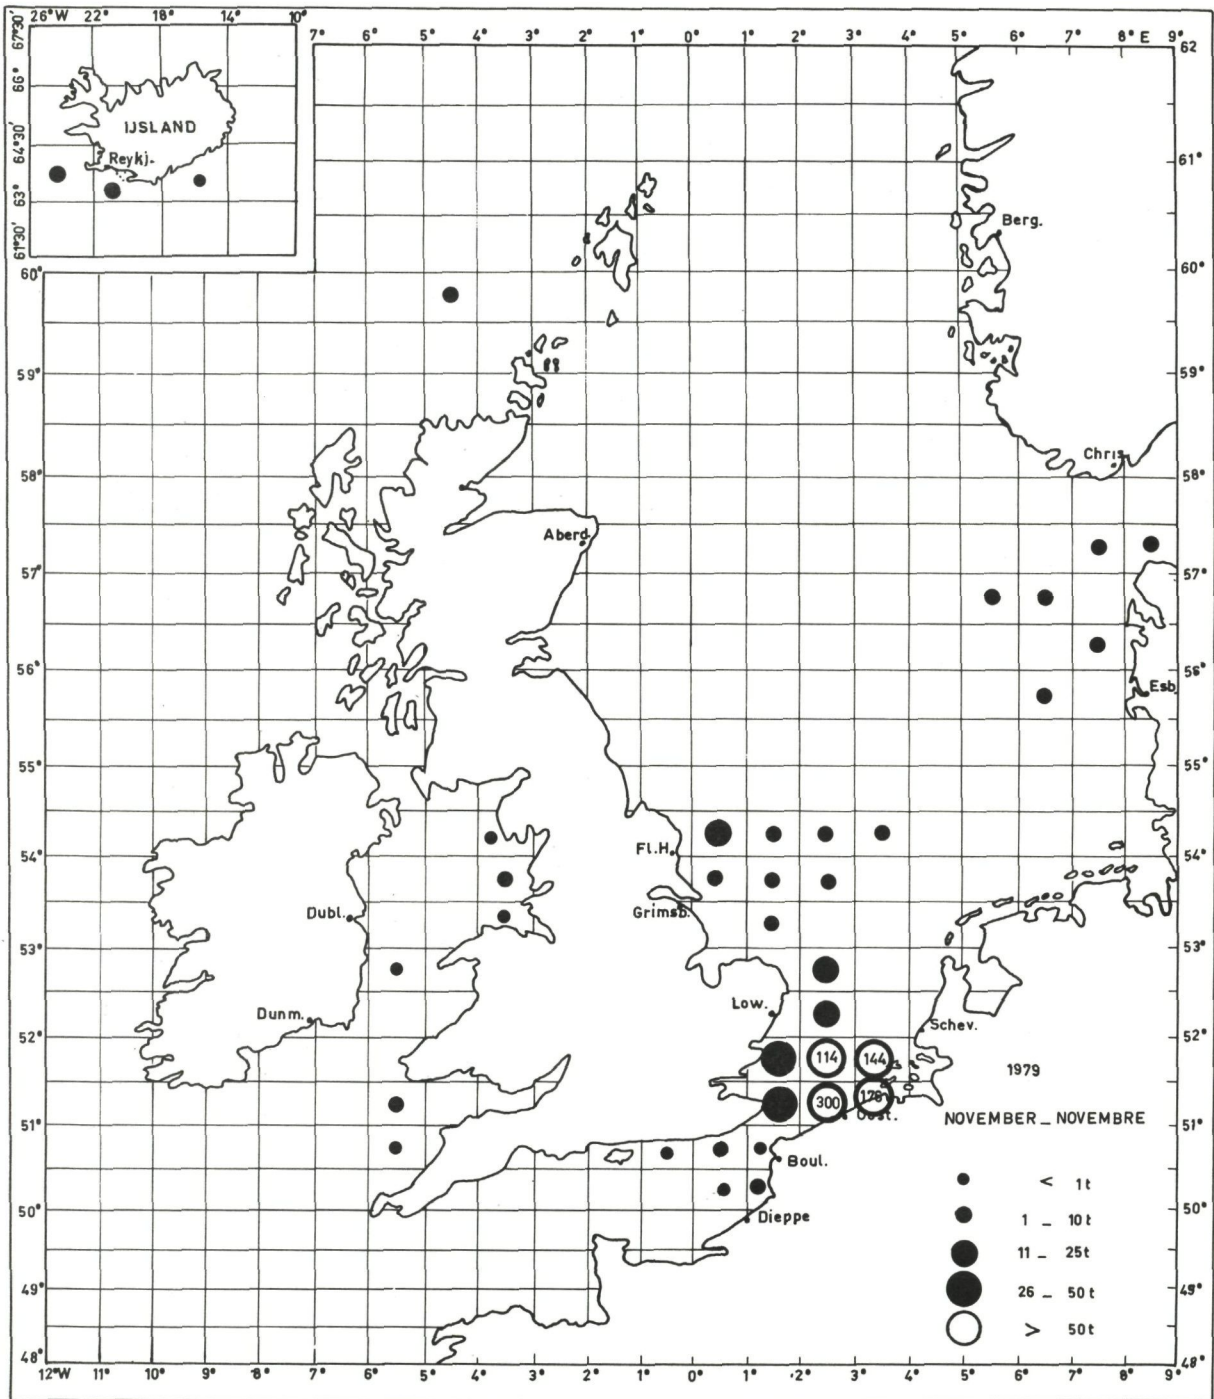 26°W 22° 18° 14° 10°
67°30'
66°
64°30'
63°
61°30'
IJSLAND
Reykj.
7° 6° 5° 4° 3° 2° 1° 0° 1° 2° 3° 4° 5° 6° 7° 8° E 9°
62
61°
Berg.
60° 60°
59° 59°
Chris
58° 58°
Aberd.
57° 57°
56° 56°
Esb
55° 55°
Fl.H.
54° 54°
Dubl.
Grimsb.
53° 53°
Low.
Dunm.
Schev.
52° 52°
114 144
1979
300 178
Oost.
51° 51°
NOVEMBER _ NOVEMBRE
Boul.
< 1t
50° 50°
Dieppe
1 _ 10t
11 _ 25t
49° 49°
26 _ 50t
> 50t
48° 48°
12°W 11° 10° 9° 8° 7° 6° 5° 4° 3° 2° 1° 0° 1° 2° 3° 4° 5° 6° 7° 8° 9°